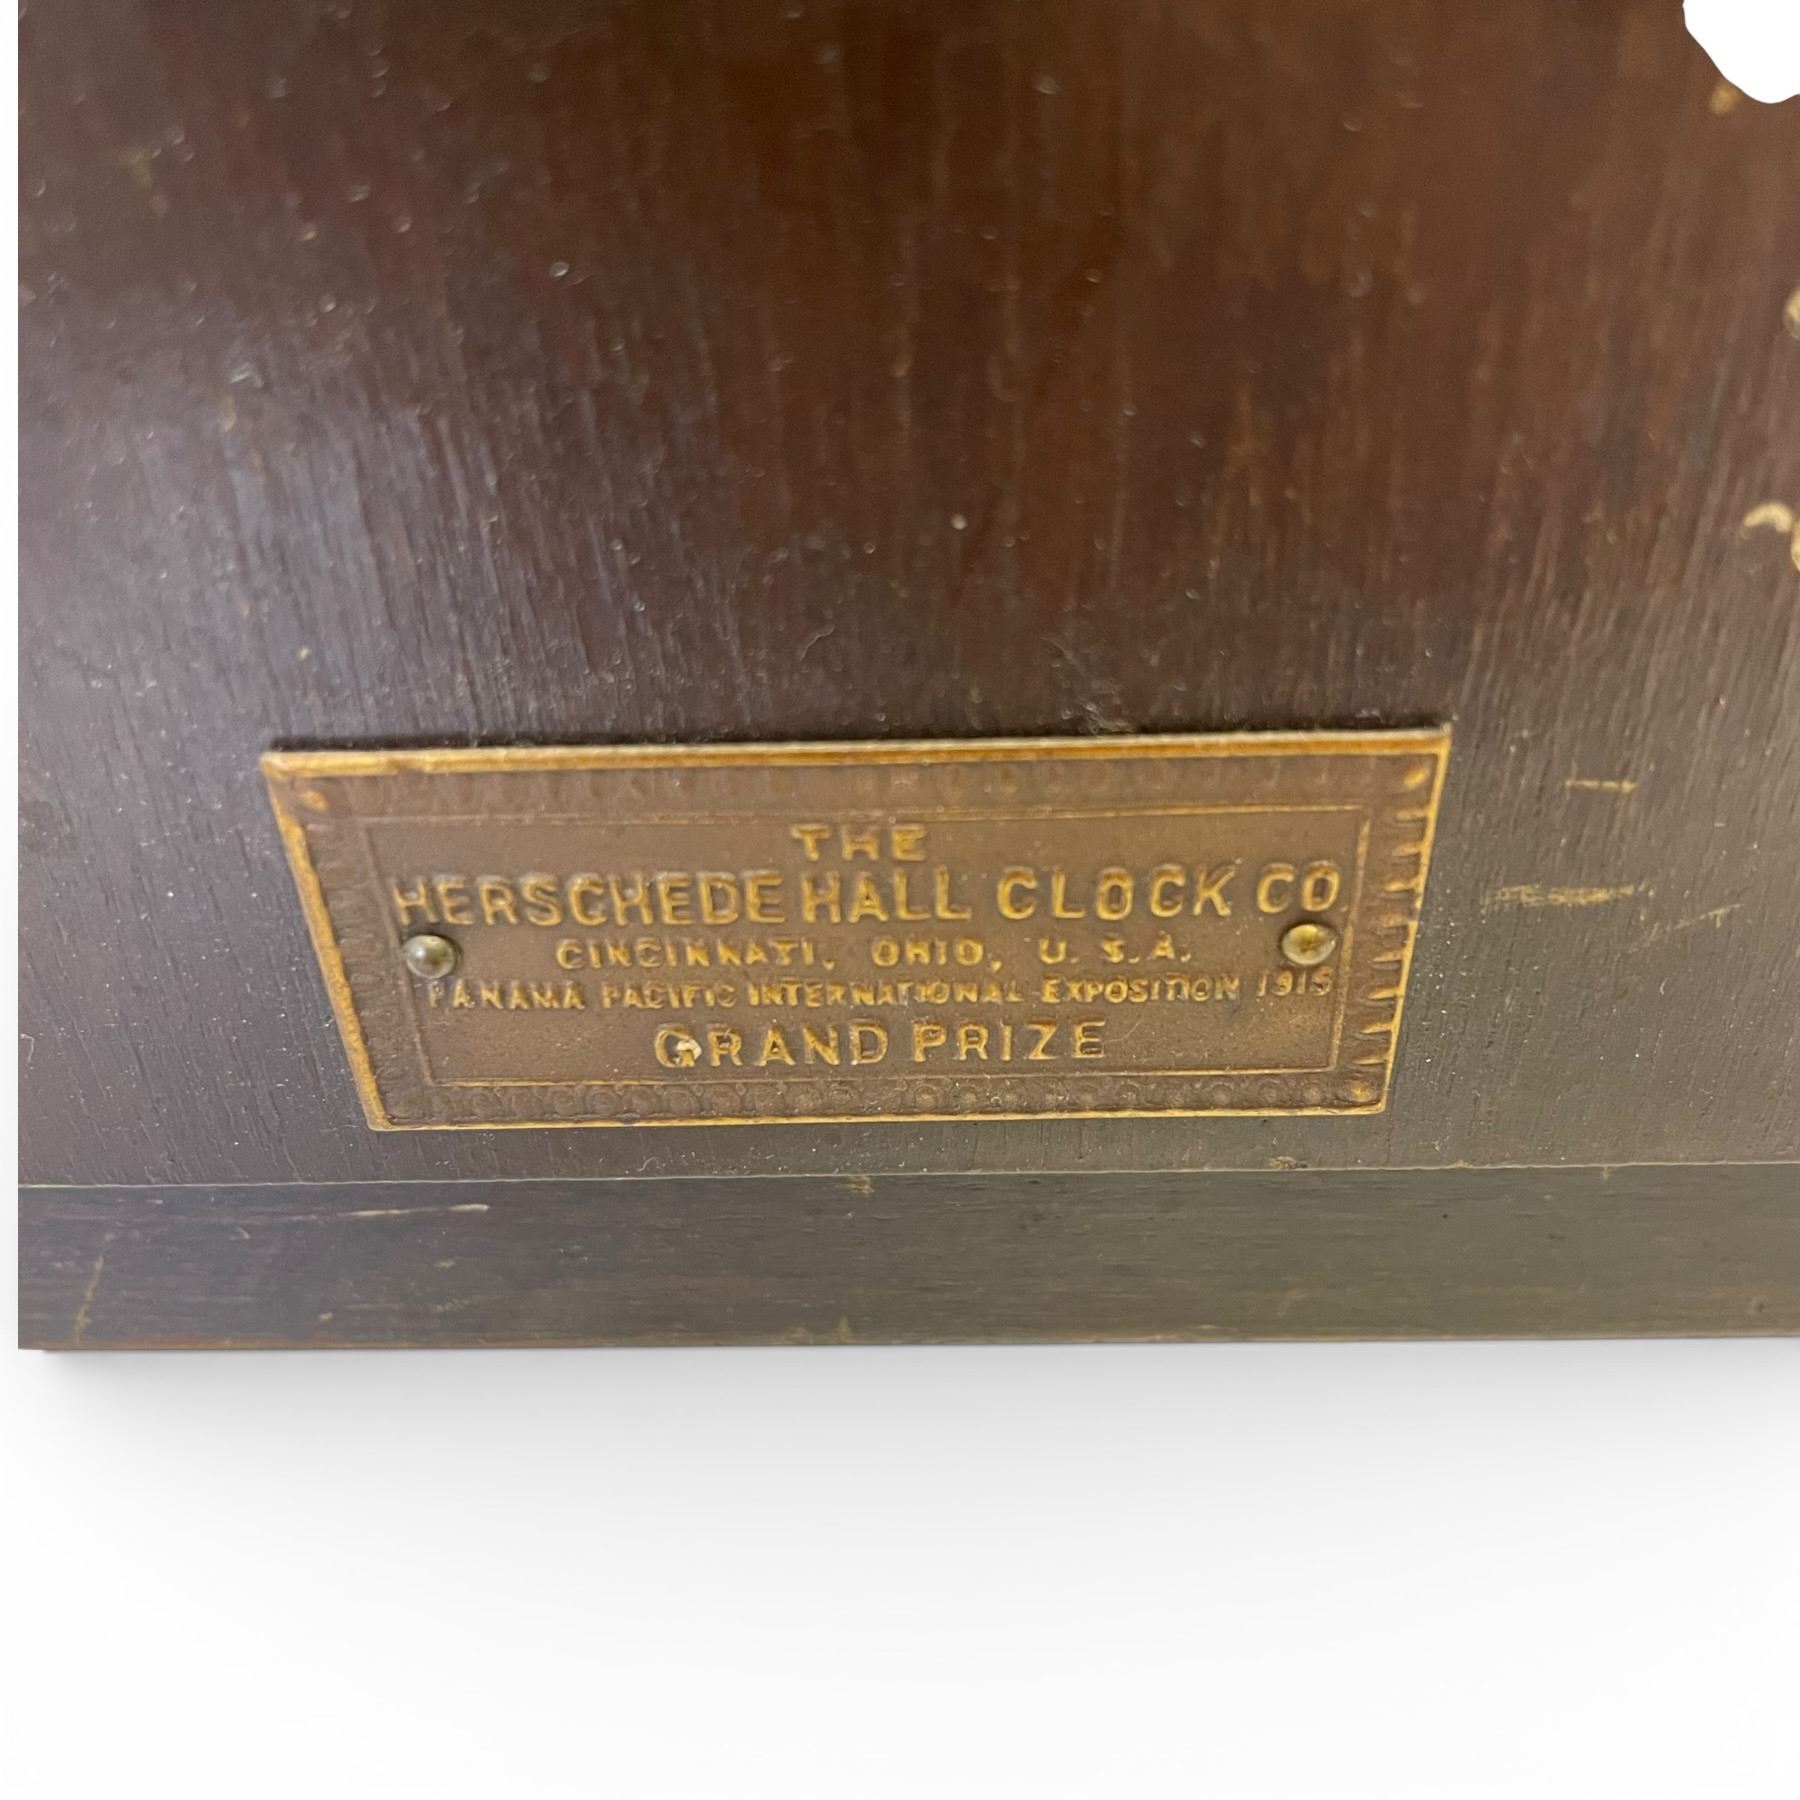 THE
HERSCHEDE HALL CLOCK CO
CINCINNATI, OHIO, U.S.A.
PANAMA PACIFIC INTERNATIONAL EXPOSITION 1915
GRAND PRIZE